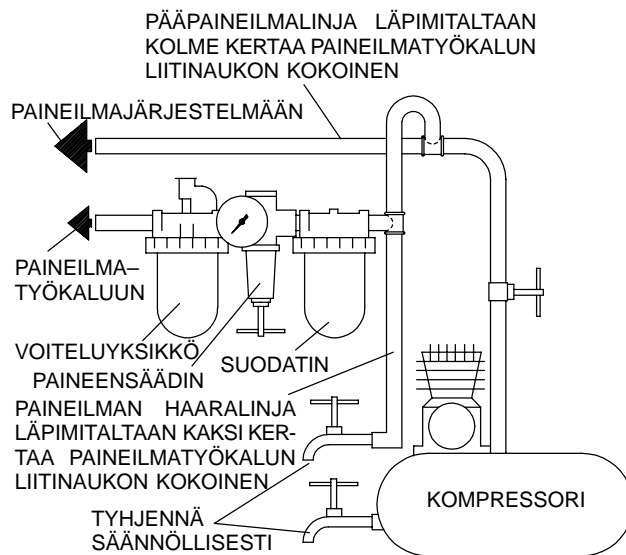 PÄÄPAINEILMALINJA LÄPIMITALTAAN
KOLME KERTAA PAINEILMATYÖKALUN
LIITINAUKON KOKOINEN
PAINEILMAJÄRJESTELMÄÄN
PAINEILMA–
TYÖKALUUN
VOITELUYKSIKKÖ
SUODATIN
PAINEENSÄÄDIN
PAINEILMAN HAARALINJA
LÄPIMITALTAAN KAKSI KER-
TAA PAINEILMATYÖKALUN
LIITINAUKON KOKOINEN
KOMPRESSORI
TYHJENNÄ
SÄÄNNÖLLISESTI